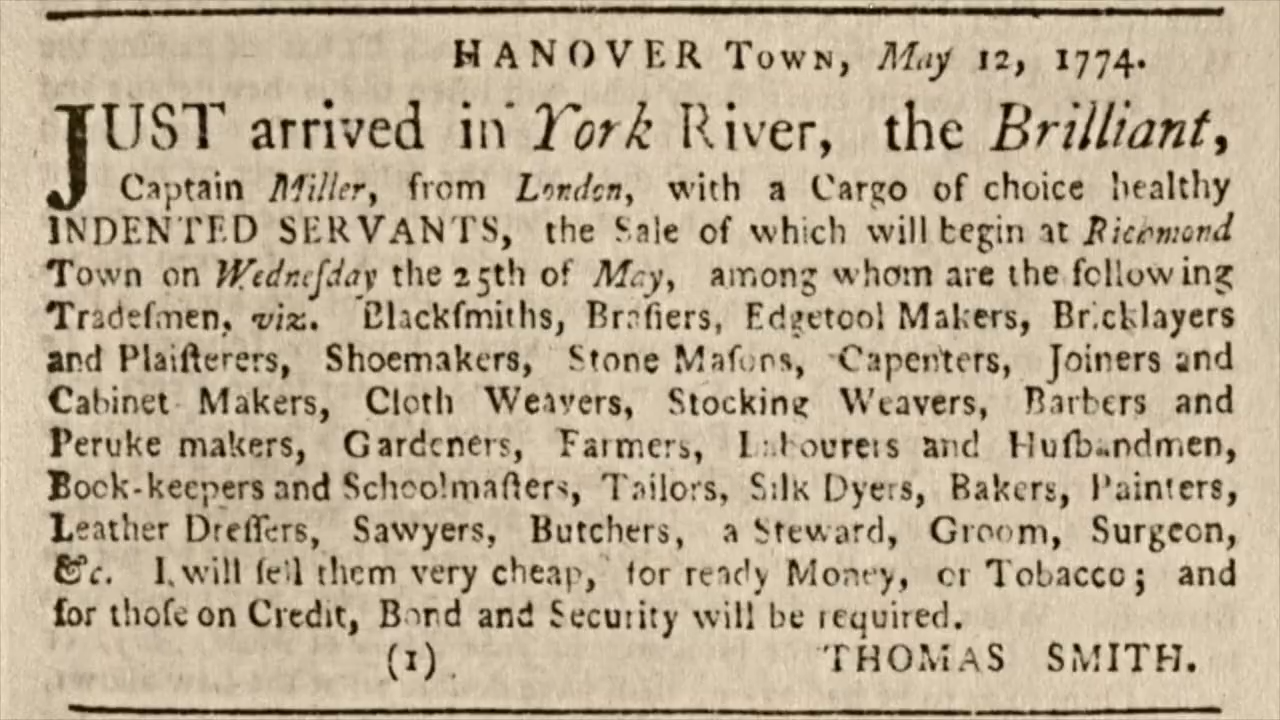 HANOVER TOWN, May 12, 1774.
JUST arrived in York River, the Brilliant,
Captain Miller, from London, with a Cargo of choice healthy
INDENTED SERVANTS, the Sale of which will begin at Richmond
Town on Wedneſday the 25th of May, among whom are the following
Tradeſmen, viz. Blackſmiths, Braſiers, Edgetool Makers, Bricklayers
and Plaiſterers, Shoemakers, Stone Maſons, Capenters, Joiners and
Cabinet Makers, Cloth Weavers, Stocking Weavers, Barbers and
Peruke makers, Gardeners, Farmers, Labourers and Huſbandmen,
Book-keepers and Schoolmaſters, Tailors, Silk Dyers, Bakers, Painters,
Leather Dreſſers, Sawyers, Butchers, a Steward, Groom, Surgeon,
&c. I will ſell them very cheap, for ready Money, or Tobacco; and
for thoſe on Credit, Bond and Security will be required.
(1) THOMAS SMITH.